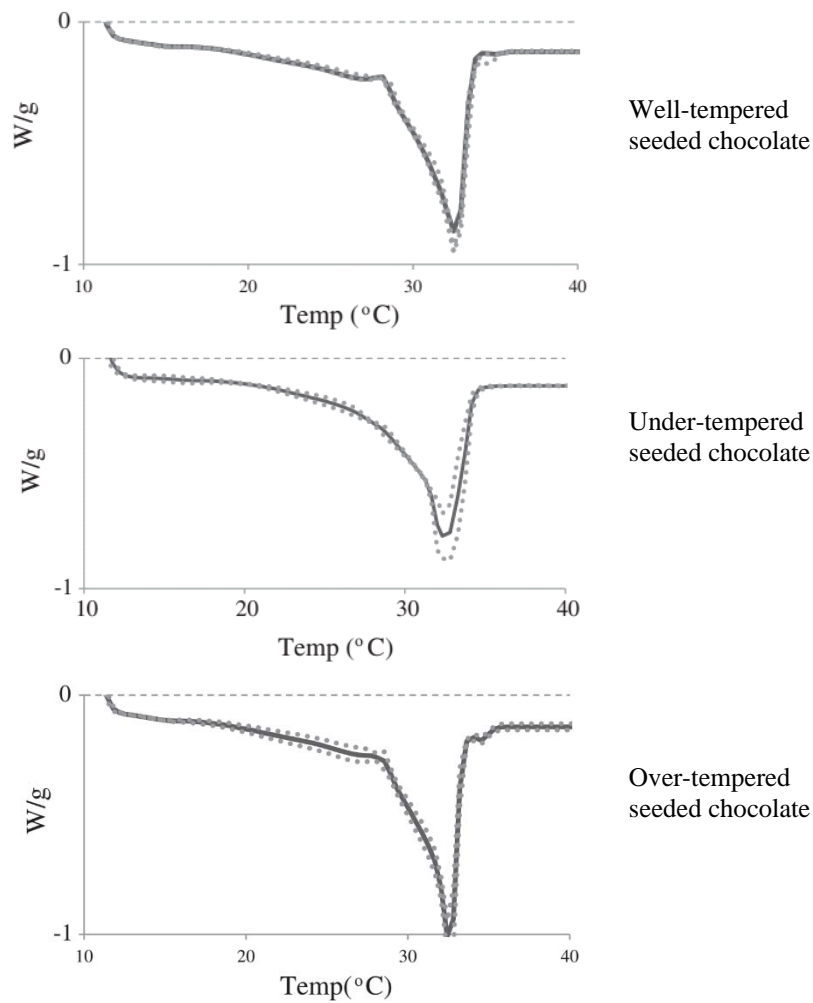 0
W/g
Well-tempered
seeded chocolate
-1
10
20
30
40
Temp (°C)
0
W/g
Under-tempered
seeded chocolate
-1
10
20
30
40
Temp (°C)
0
W/g
Over-tempered
seeded chocolate
-1
10
20
30
40
Temp(°C)